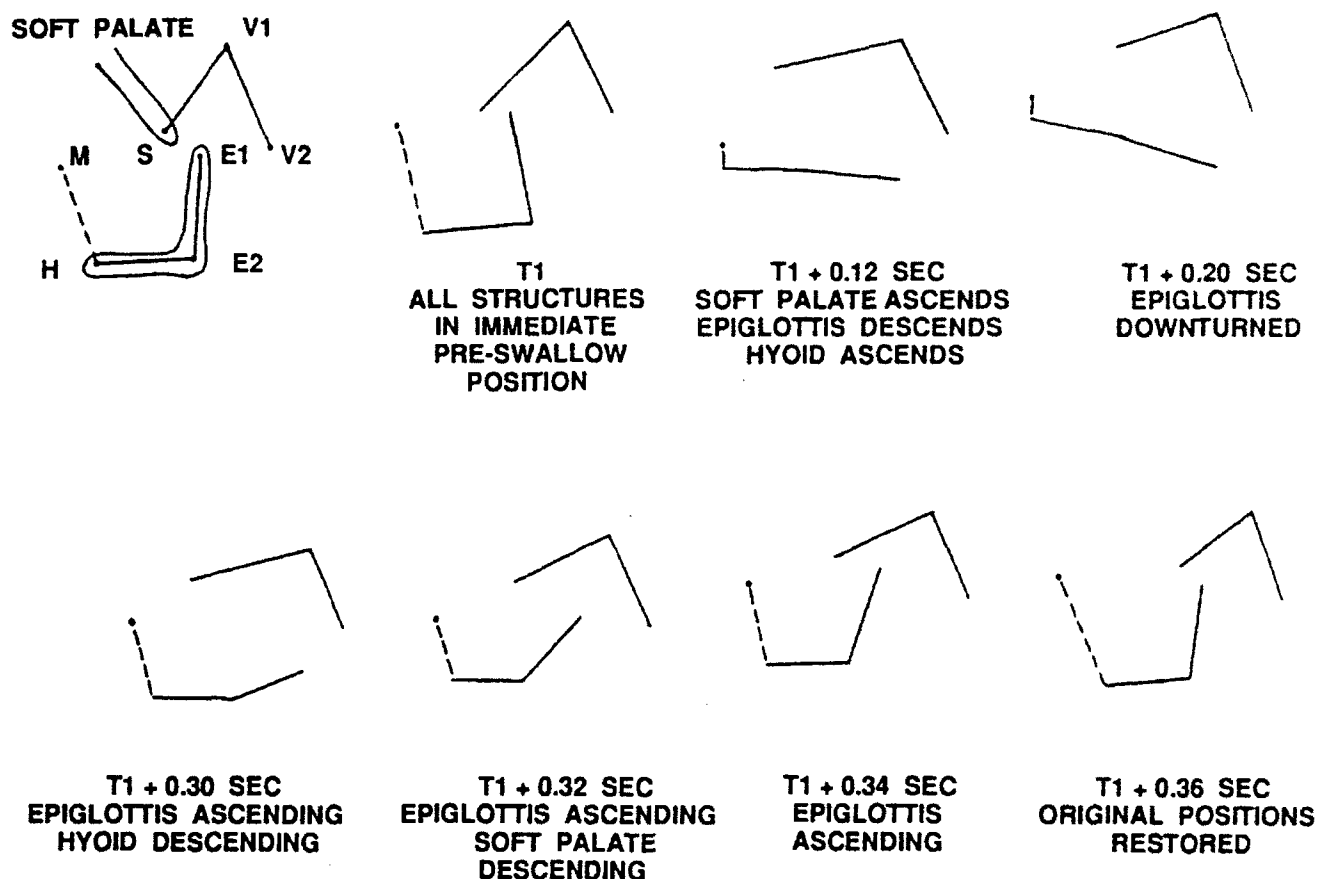 SOFT PALATE V1
M S E1 V2
H E2
T1
ALL STRUCTURES
IN IMMEDIATE
PRE-SWALLOW
POSITION
T1 + 0.12 SEC
SOFT PALATE ASCENDS
EPIGLOTTIS DESCENDS
HYOID ASCENDS
T1 + 0.20 SEC
EPIGLOTTIS
DOWNTURNED
T1 + 0.30 SEC
EPIGLOTTIS ASCENDING
HYOID DESCENDING
T1 + 0.32 SEC
EPIGLOTTIS ASCENDING
SOFT PALATE
DESCENDING
T1 + 0.34 SEC
EPIGLOTTIS
ASCENDING
T1 + 0.36 SEC
ORIGINAL POSITIONS
RESTORED